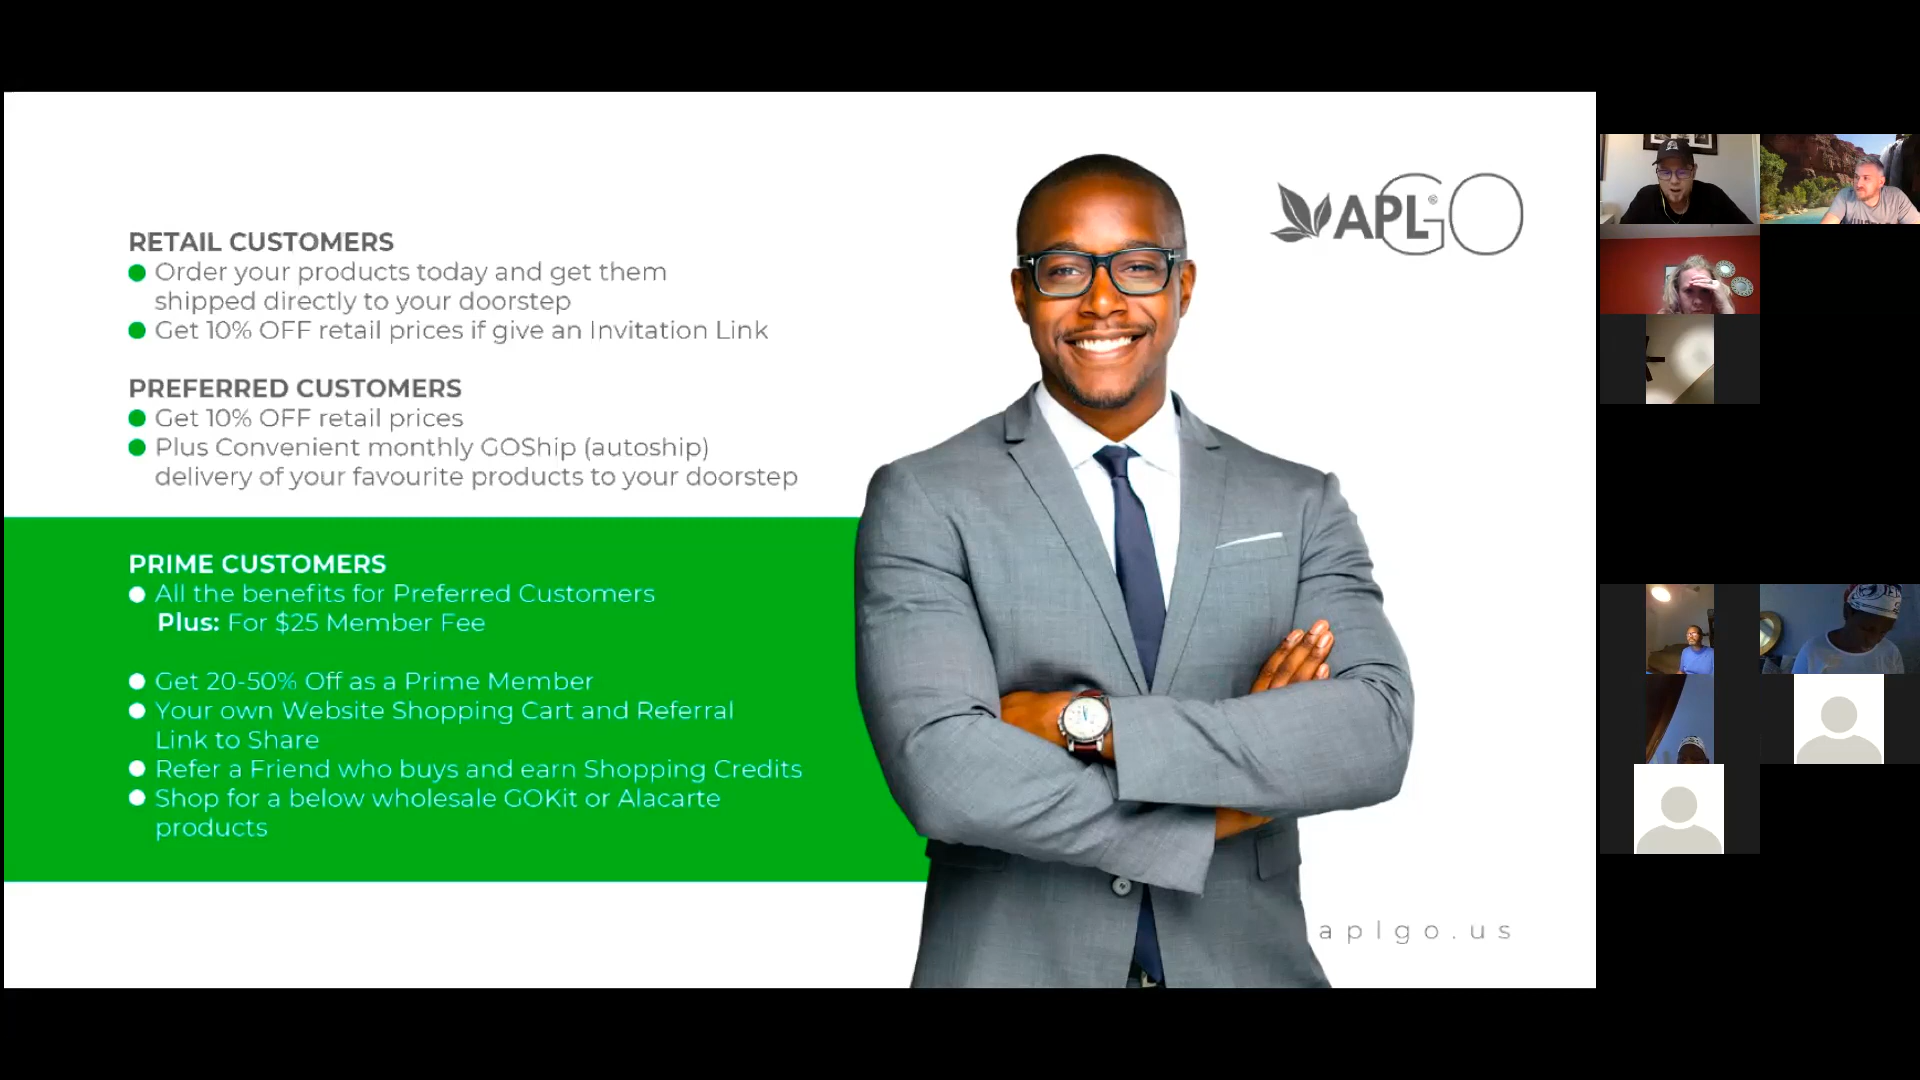 RETAIL CUSTOMERS
Order your products today and get them
shipped directly to your doorstep
Get 10% OFF retail prices if give an Invitation Link
PREFERRED CUSTOMERS
Get 10% OFF retail prices
Plus Convenient monthly GOShip (autoship)
delivery of your favourite products to your doorstep
PRIME CUSTOMERS
All the benefits for Preferred Customers
Plus: For $25 Member Fee
Get 20-50% Off as a Prime Member
Your own Website Shopping Cart and Referral
Link to Share
Refer a Friend who buys and earn Shopping Credits
Shop for a below wholesale GOKit or Alacarte
products
APLGO®
aplgo.us